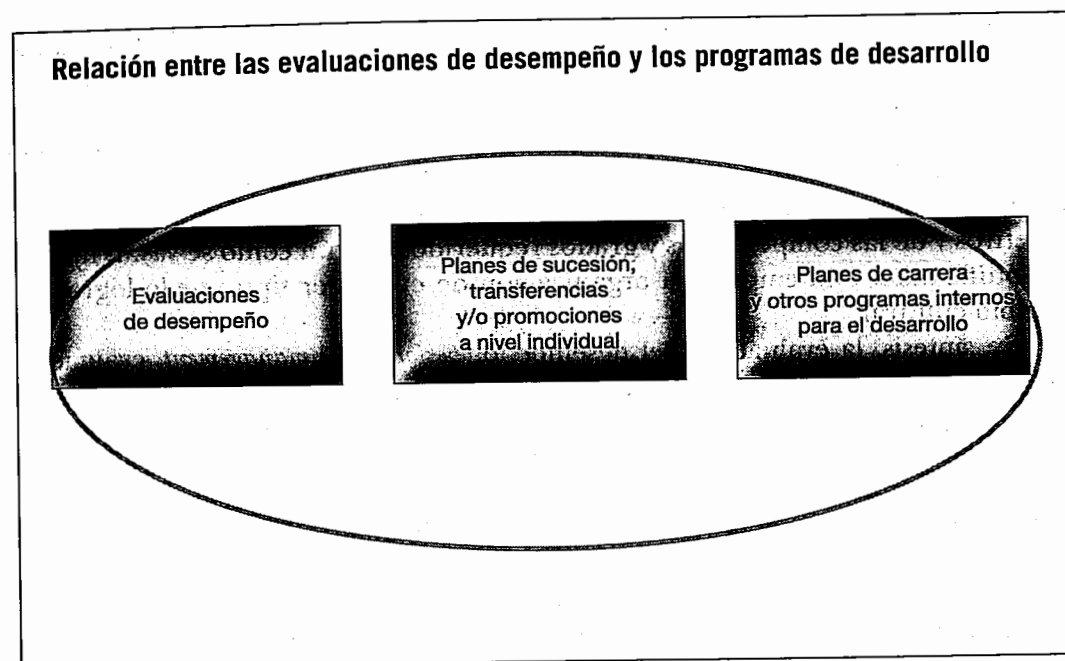 Relación entre las evaluaciones de desempeño y los programas de desarrollo
Evaluaciones
de desempeño
Planes de sucesión,
transferencias
y/o promociones
a nivel individual
Planes de carrera
y otros programas internos
para el desarrollo